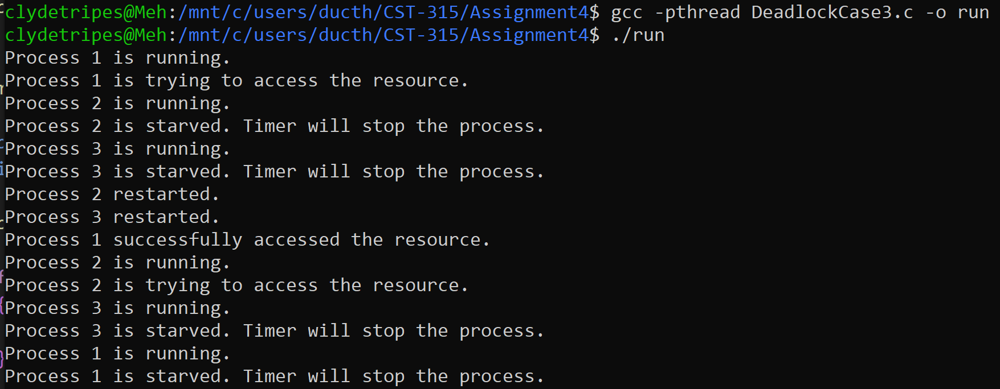 clydetripes@Meh:/mnt/c/users/ducth/CST-315/Assignment4$ gcc -pthread DeadlockCase3.c -o run
clydetripes@Meh:/mnt/c/users/ducth/CST-315/Assignment4$ ./run
Process 1 is running.
Process 1 is trying to access the resource.
Process 2 is running.
Process 2 is starved. Timer will stop the process.
Process 3 is running.
Process 3 is starved. Timer will stop the process.
Process 2 restarted.
Process 3 restarted.
Process 1 successfully accessed the resource.
Process 2 is running.
Process 2 is trying to access the resource.
Process 3 is running.
Process 3 is starved. Timer will stop the process.
Process 1 is running.
Process 1 is starved. Timer will stop the process.